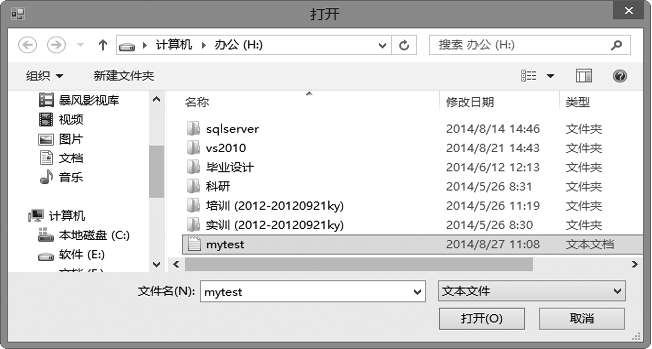 打开
计算机 办公 (H:) 搜索 办公 (H:)
组织 新建文件夹
暴风影视库
视频
图片
文档
音乐
计算机
本地磁盘 (C:)
软件 (E:)
名称 修改日期 类型
sqlserver 2014/8/14 14:46 文件夹
vs2010 2014/8/21 14:43 文件夹
毕业设计 2014/6/12 12:13 文件夹
科研 2014/5/26 8:31 文件夹
培训 (2012-20120921ky) 2014/5/26 11:19 文件夹
实训 (2012-20120921ky) 2014/5/26 8:30 文件夹
mytest 2014/8/27 11:08 文本文档
文件名(N): mytest 文本文件
打开(O) 取消